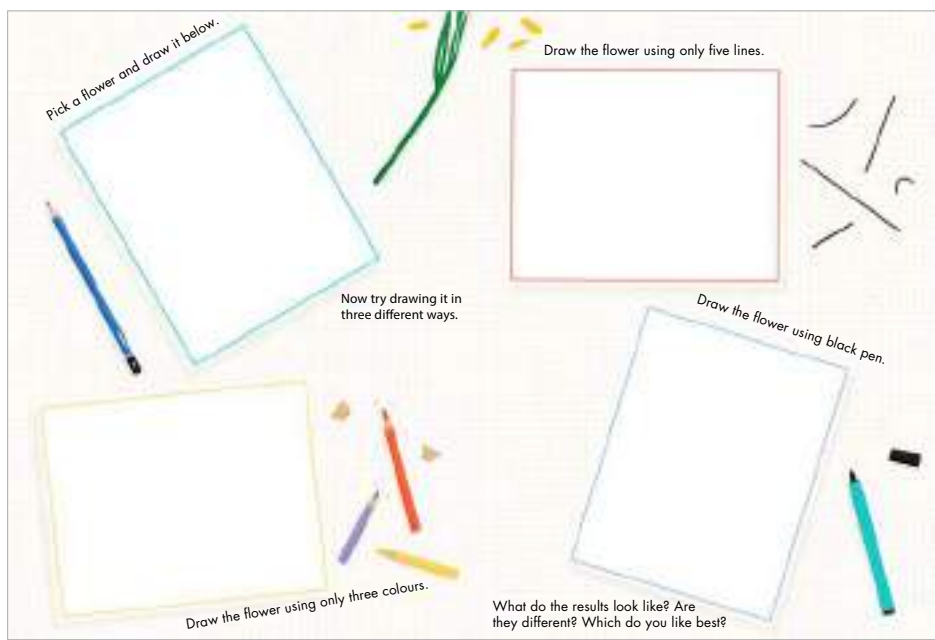 Pick a flower and draw it below.
Now try drawing it in
three different ways.
Draw the flower using only five lines.
Draw the flower using only three colours.
Draw the flower using black pen.
What do the results look like? Are
they different? Which do you like best?